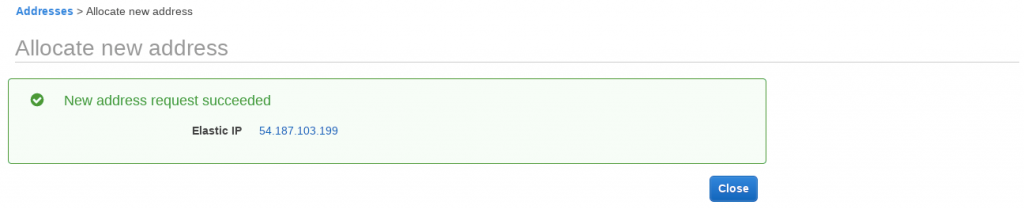 Addresses > Allocate new address
Allocate new address
New address request succeeded
Elastic IP 54.187.103.199
Close